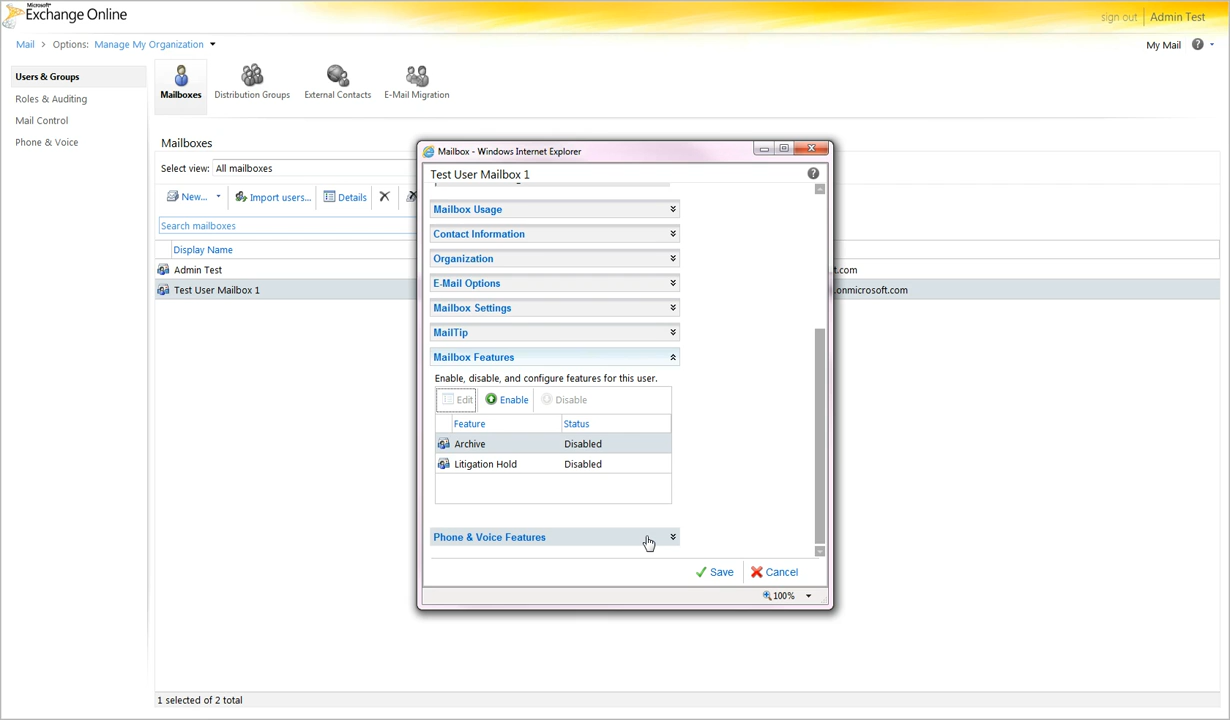 Microsoft®
Exchange Online
sign out | Admin Test
Mail > Options: Manage My Organization
My Mail
Users & Groups
Roles & Auditing
Mail Control
Phone & Voice
Mailboxes
Distribution Groups
External Contacts
E-Mail Migration
Mailboxes
Select view: All mailboxes
New...
Import users...
Details
Search mailboxes
Display Name
Admin Test
t.com
Test User Mailbox 1
.onmicrosoft.com
1 selected of 2 total
Mailbox - Windows Internet Explorer
Test User Mailbox 1
Mailbox Usage
Contact Information
Organization
E-Mail Options
Mailbox Settings
MailTip
Mailbox Features
Enable, disable, and configure features for this user.
Edit
Enable
Disable
Feature Status
Archive Disabled
Litigation Hold Disabled
Phone & Voice Features
Save
Cancel
100%